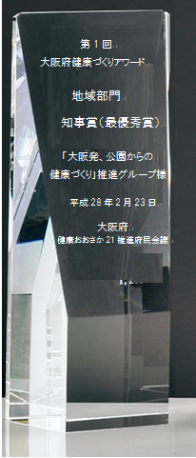 第1回
大阪府健康づくりアワード
地域部門
知事賞（最優秀賞）
「大阪発、公園からの
健康づくり」推進グループ様
平成28年2月23日
大阪府
健康おおさか21推進府民会議